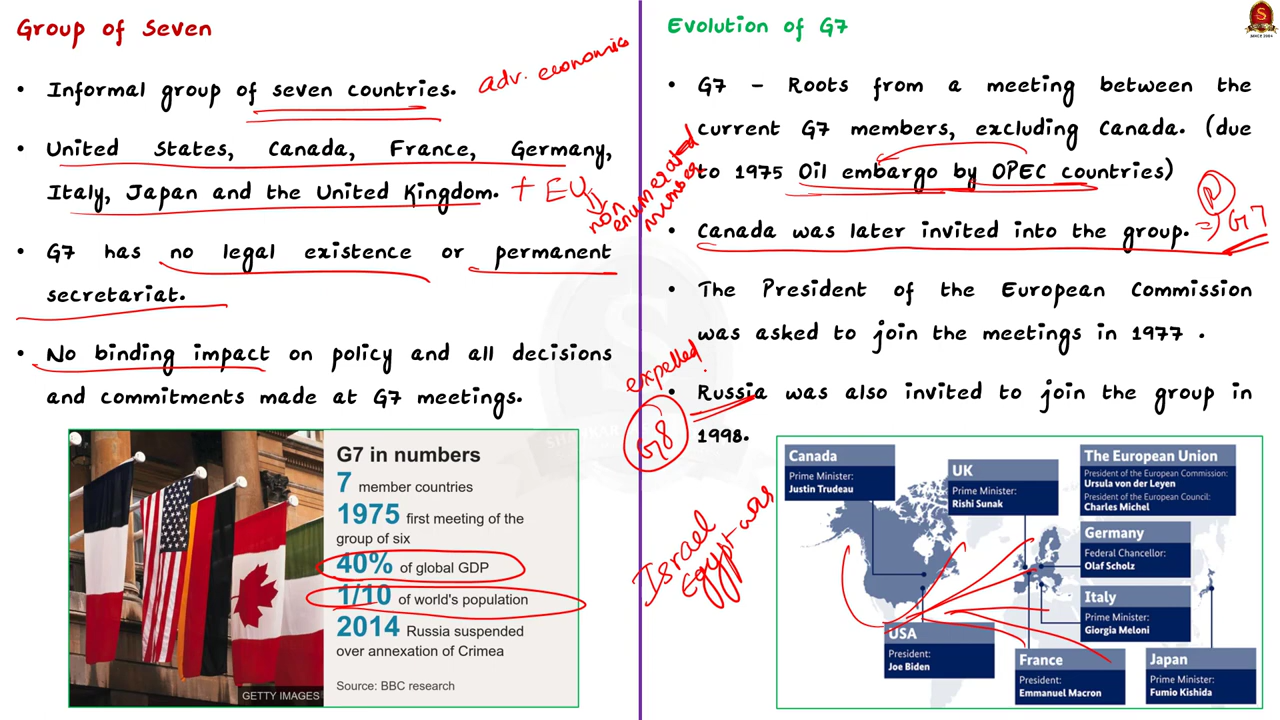 Group of Seven
• Informal group of seven countries.
adv. economies
• United States, Canada, France, Germany,
Italy, Japan and the United Kingdom. + EU
non
enumerated
member
• G7 has no legal existence or permanent
secretariat.
• No binding impact on policy and all decisions
and commitments made at G7 meetings.
G7 in numbers
7 member countries
1975 first meeting of the
group of six
40% of global GDP
1/10 of world's population
2014 Russia suspended
over annexation of Crimea
Source: BBC research
GETTY IMAGES
Evolution of G7
SINCE 2004
• G7 – Roots from a meeting between the
current G7 members, excluding Canada. (due
to 1975 Oil embargo by OPEC countries)
• Canada was later invited into the group.
=> G7
• The President of the European Commission
was asked to join the meetings in 1977 .
expelled
• Russia was also invited to join the group in
1998.
G8
Israel
Egypt war
Canada
Prime Minister:
Justin Trudeau
UK
Prime Minister:
Rishi Sunak
The European Union
President of the European Commission:
Ursula von der Leyen
President of the European Council:
Charles Michel
Germany
Federal Chancellor:
Olaf Scholz
Italy
Prime Minister:
Giorgia Meloni
USA
President:
Joe Biden
France
President:
Emmanuel Macron
Japan
Prime Minister:
Fumio Kishida